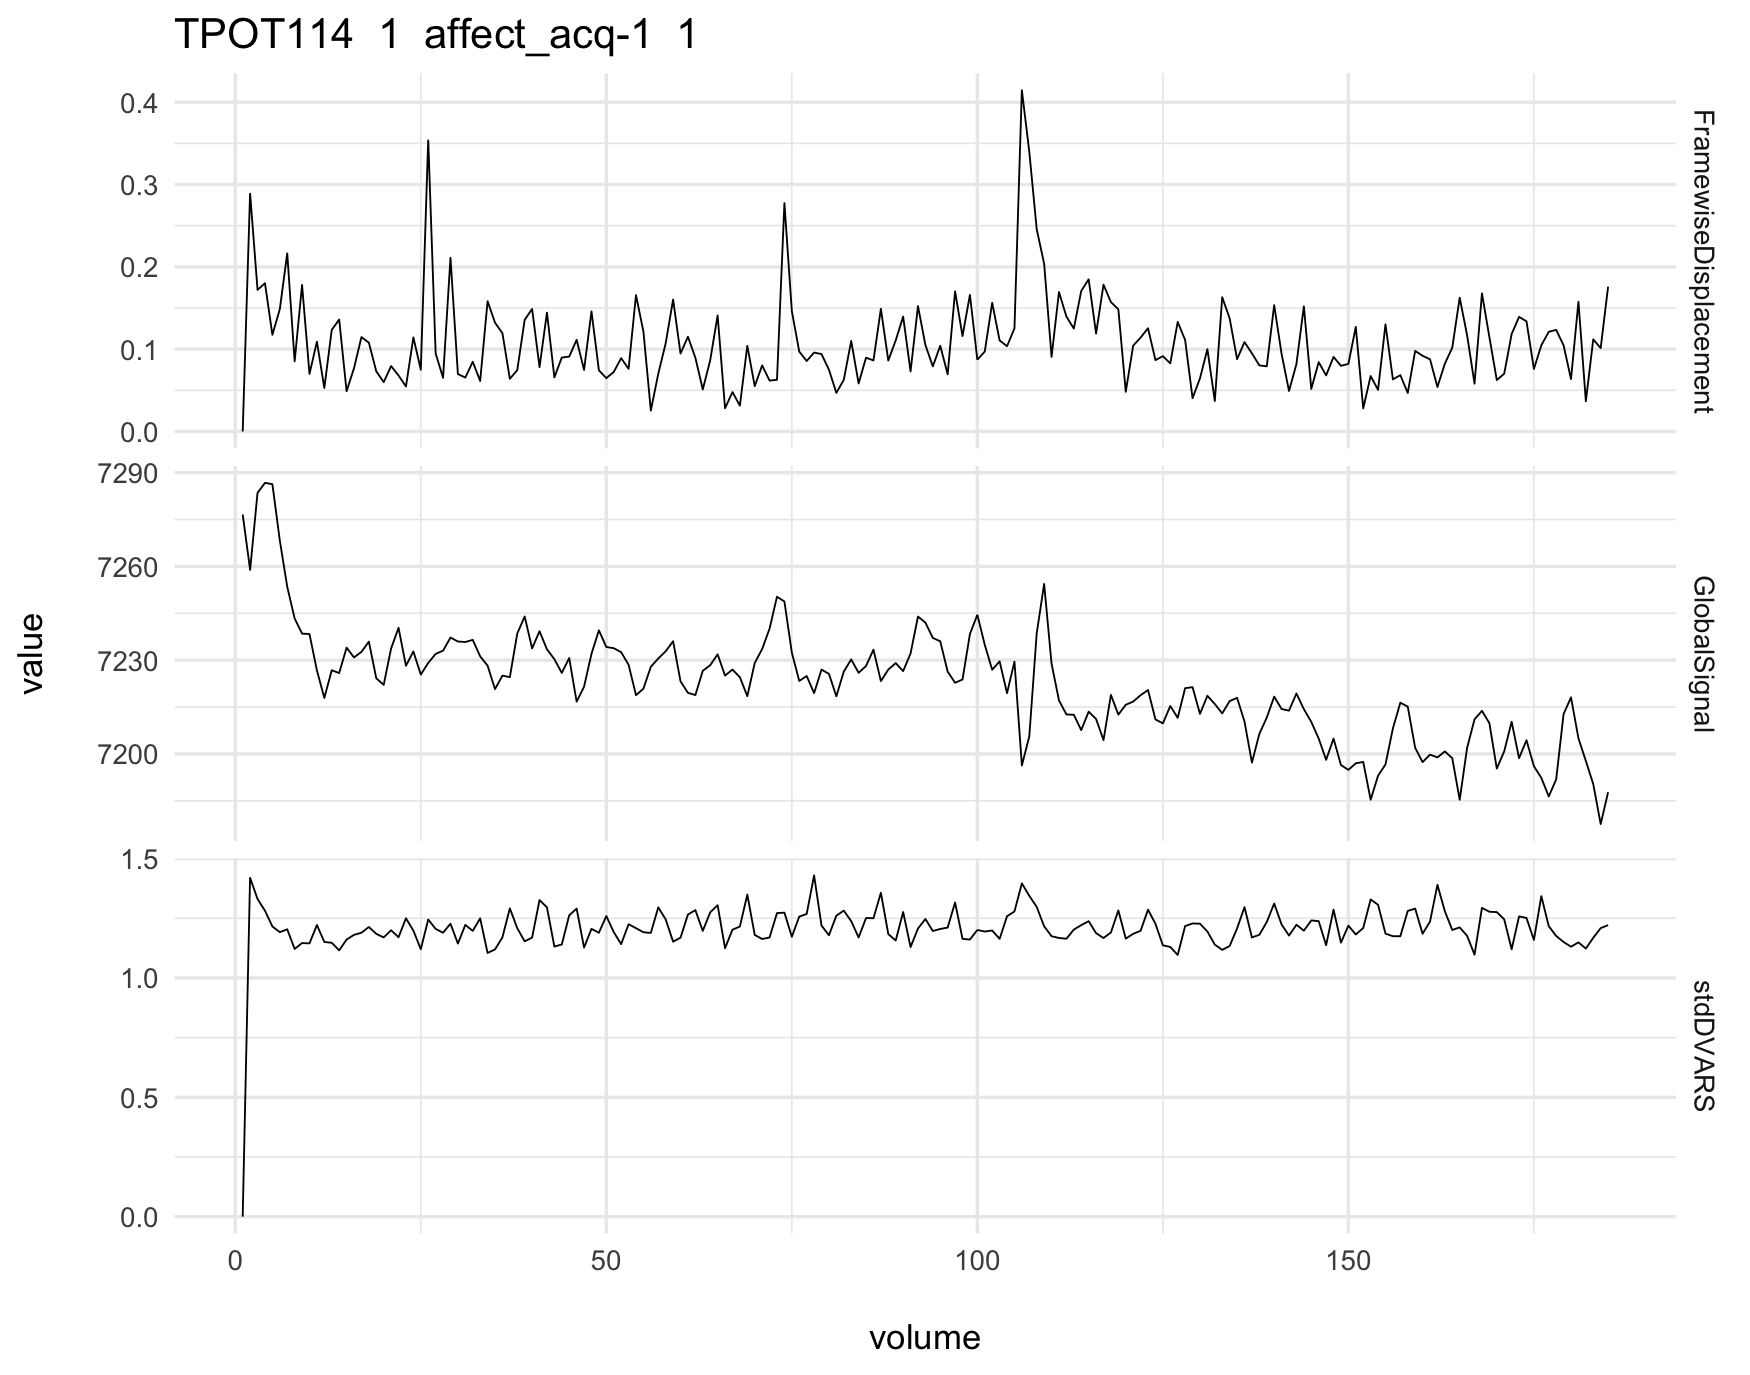 TPOT114 1 affect_acq-1 1
0.4
0.3
0.2
0.1
0.0
FramewiseDisplacement
7290
7260
7230
7200
GlobalSignal
value
1.5
1.0
0.5
0.0
stdDVARS
0 50 100 150
volume